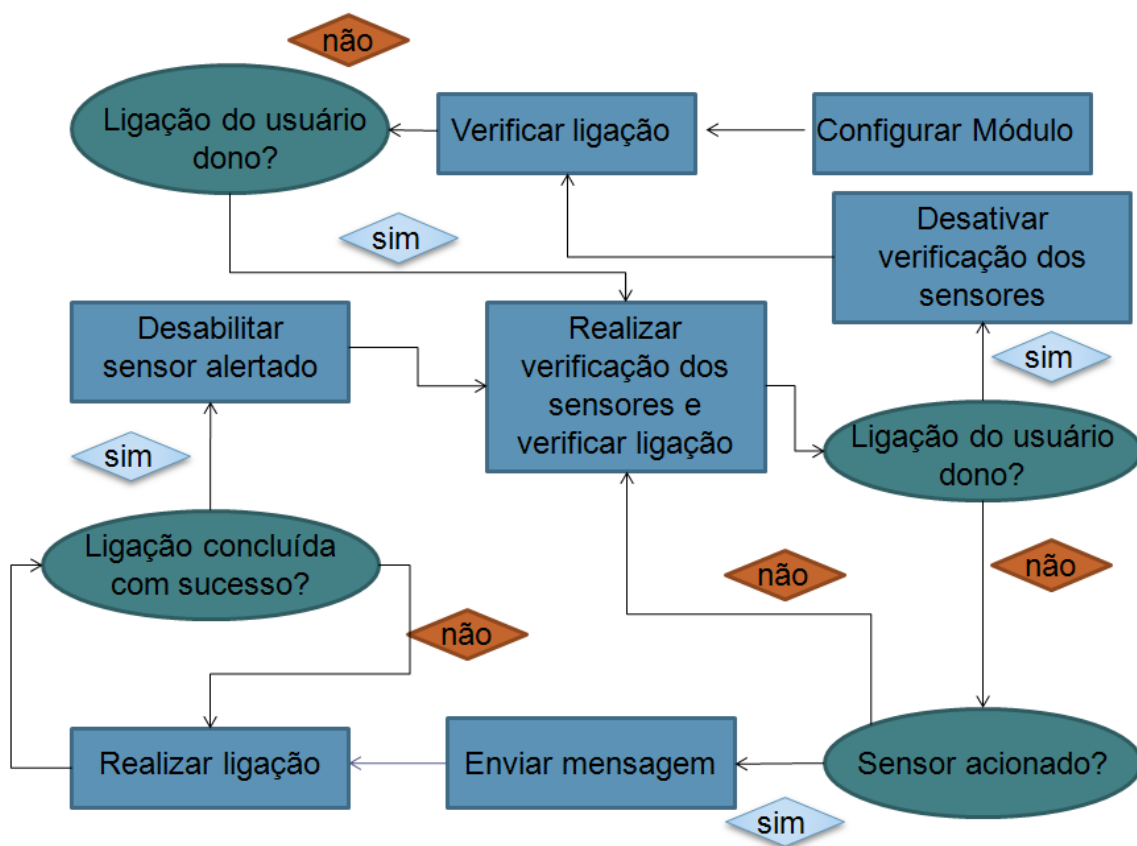 não
Ligação do usuário
dono?
Verificar ligação
Configurar Módulo
sim
Desativar
verificação dos
sensores
Desabilitar
sensor alertado
Realizar
verificação dos
sensores e
verificar ligação
sim
Ligação do usuário
dono?
sim
Ligação concluída
com sucesso?
não
não
não
Realizar ligação
Enviar mensagem
Sensor acionado?
sim